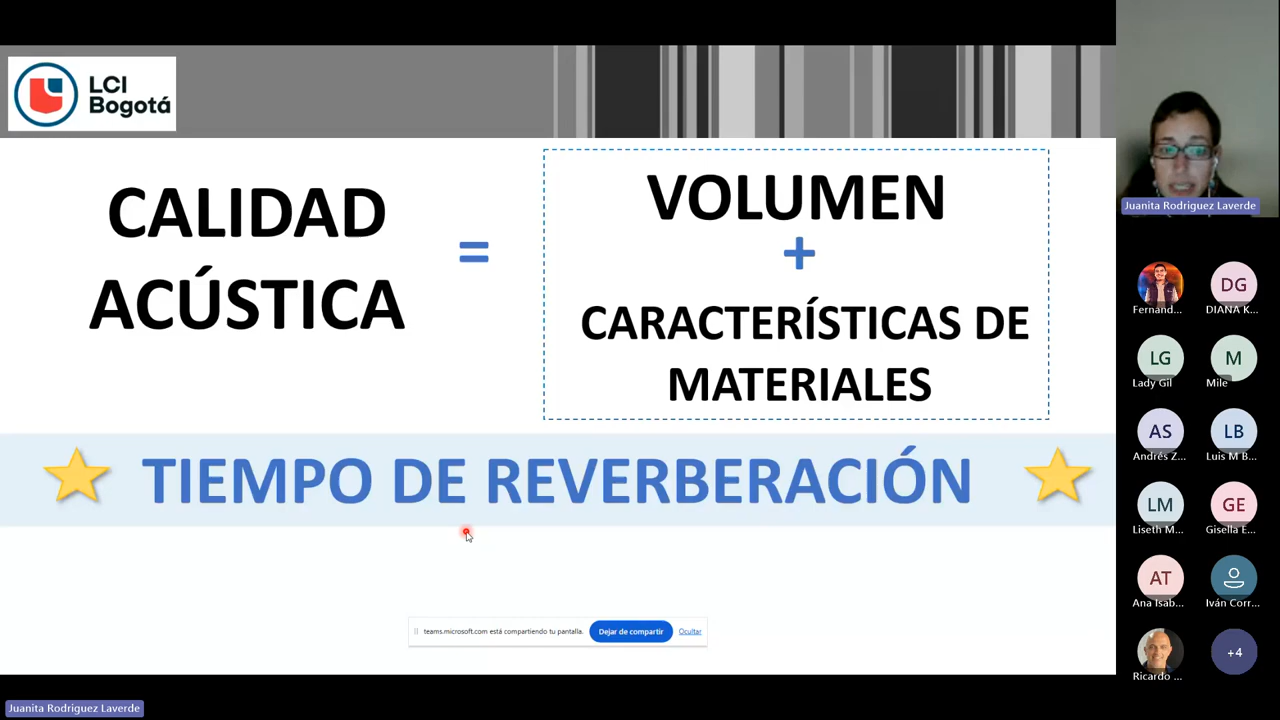 LCI
Bogotá
CALIDAD
ACÚSTICA
=
VOLUMEN
+
CARACTERÍSTICAS DE
MATERIALES
TIEMPO DE REVERBERACIÓN
teams.microsoft.com está compartiendo tu pantalla.
Dejar de compartir
Ocultar
Juanita Rodriguez Laverde
Juanita Rodriguez Laverde
Fernand...
DG
DIANA K...
LG
Lady Gil
M
Mile
AS
Andrés Z...
LB
Luis M B...
LM
Liseth M...
GE
Gisella E...
AT
Ana Isab...
Iván Corr...
Ricardo ...
+4